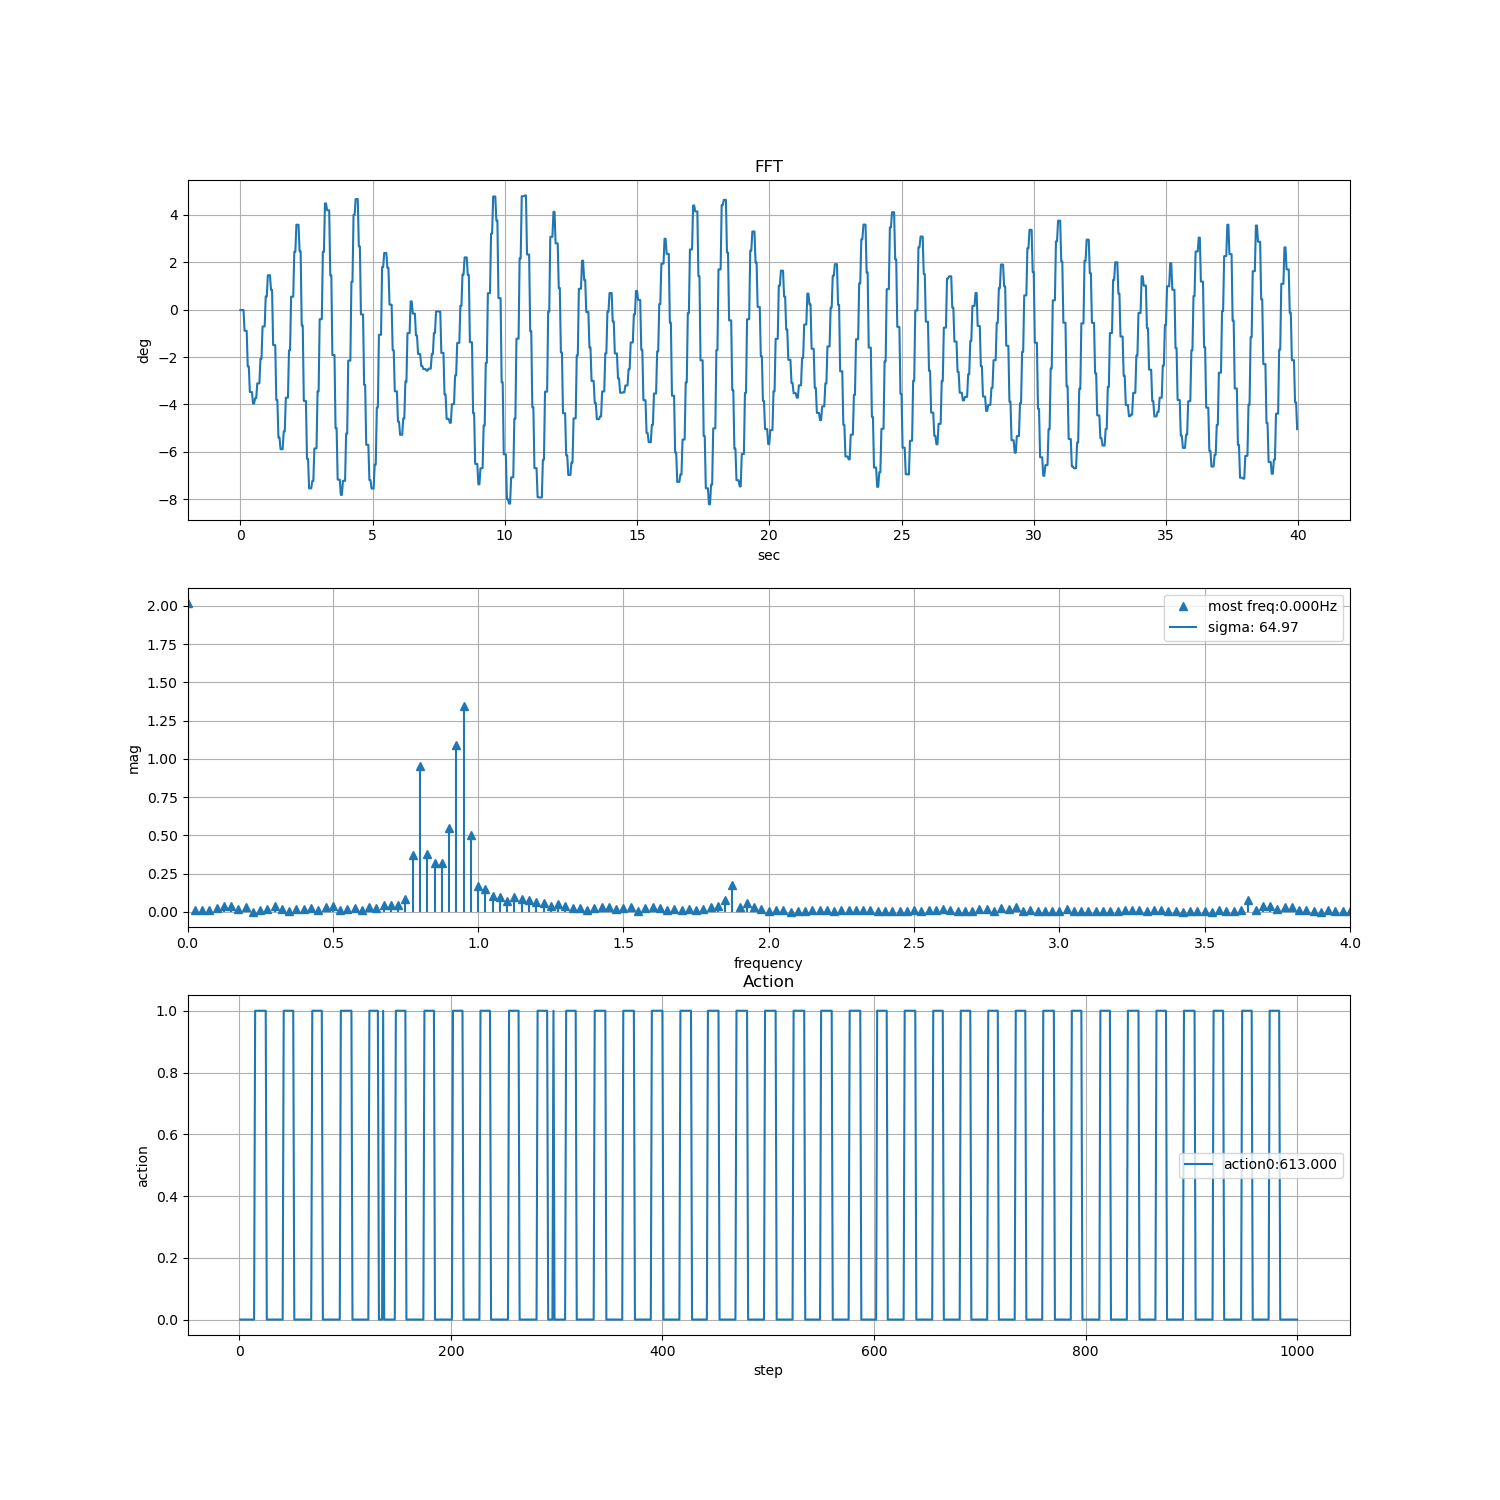 FFT
4
2
0
−2
−4
−6
−8
deg
0 5 10 15 20 25 30 35 40
sec
2.00
1.75
1.50
1.25
1.00
0.75
0.50
0.25
0.00
mag
most freq:0.000Hz
sigma: 64.97
0.0 0.5 1.0 1.5 2.0 2.5 3.0 3.5 4.0
frequency
Action
1.0
0.8
0.6
0.4
0.2
0.0
action
action0:613.000
0 200 400 600 800 1000
step